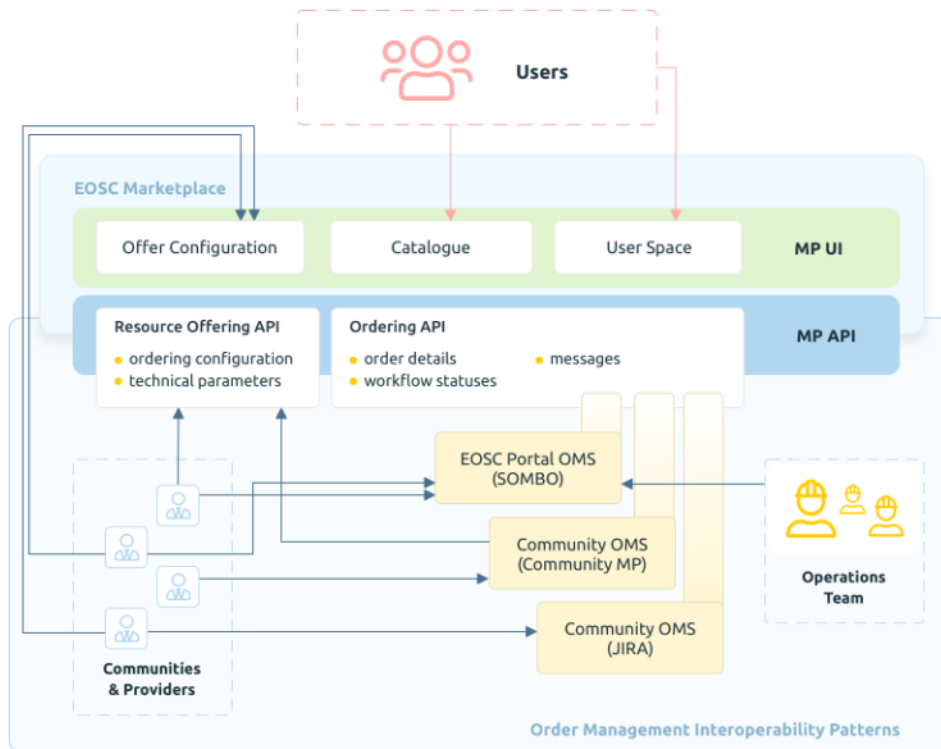 Users
EOSC Marketplace
Offer Configuration
Catalogue
User Space
MP UI
Resource Offering API
ordering configuration
technical parameters
Ordering API
order details
messages
workflow statuses
MP API
EOSC Portal OMS
(SOMBO)
Community OMS
(Community MP)
Community OMS
(JIRA)
Operations
Team
Communities
& Providers
Order Management Interoperability Patterns